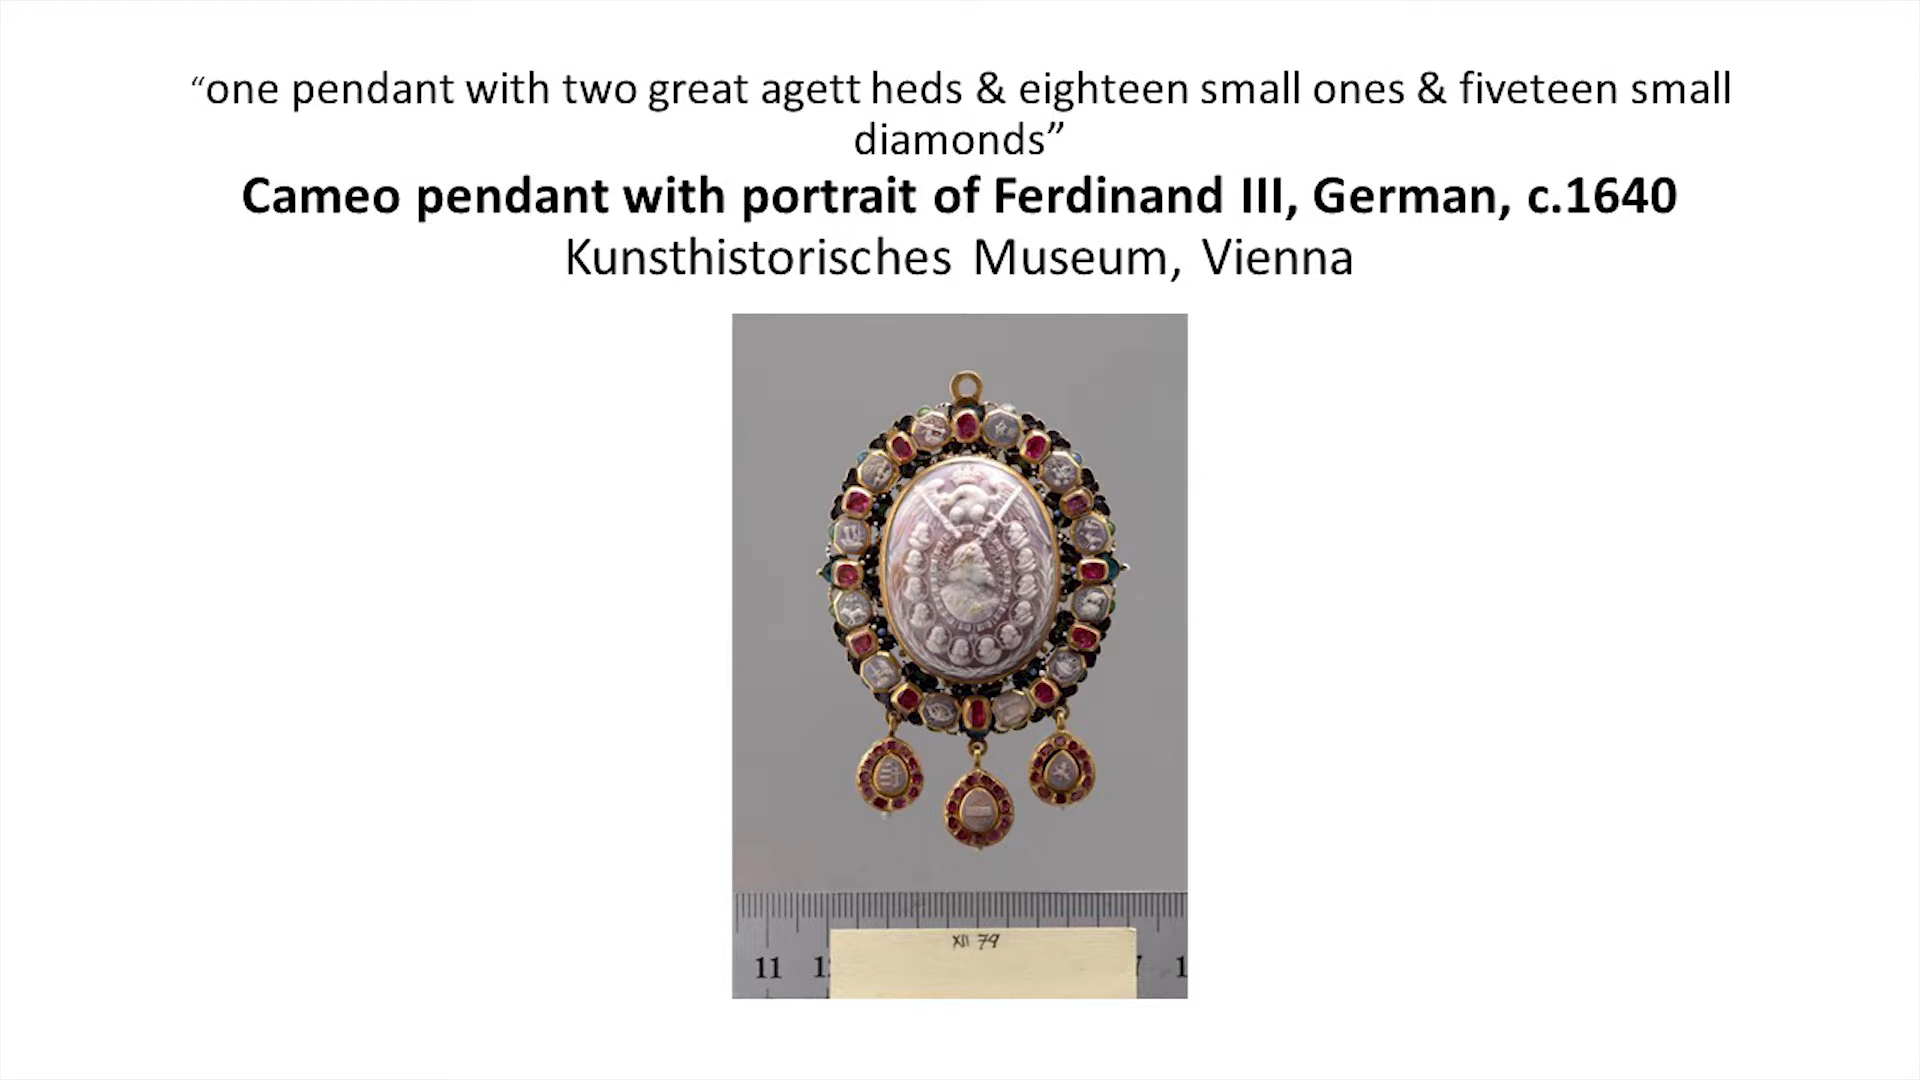 “one pendant with two great agett heds & eighteen small ones & fiveteen small
diamonds”
Cameo pendant with portrait of Ferdinand III, German, c.1640
Kunsthistorisches Museum, Vienna
XII 79
11